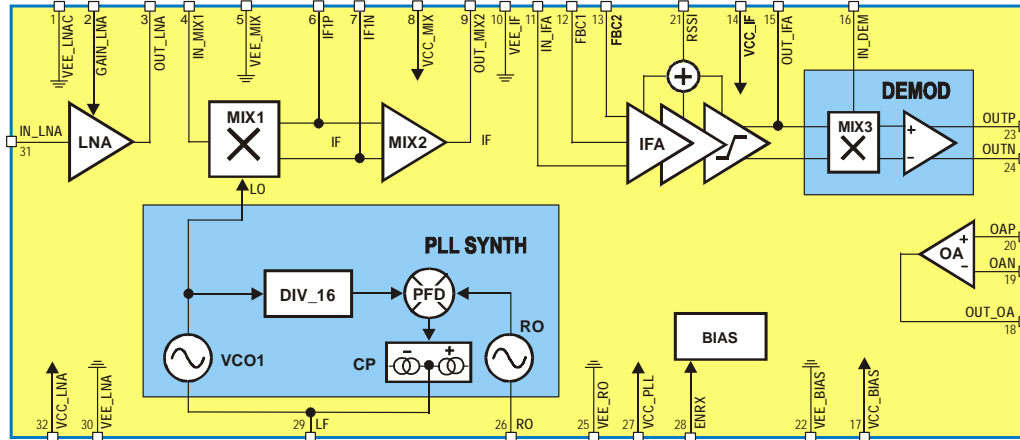 1 VEE_LNAC
2 GAIN_LNA
3 OUT_LNA
4 IN_MIX1
5 VEE_MIX
6 IF1P
7 IF1N
8 VCC_MIX
9 OUT_MIX2
10 VEE_IF
11 IN_IFA
12 FBC1
13 FBC2
21 RSSI
14 VCC_IF
15 OUT_IFA
16 IN_DEM
DEMOD
IN_LNA
31
LNA
MIX1
IF
MIX2
IF
+
IFA
MIX3
+
−
OUTP
23
OUTN
24
LO
PLL SYNTH
DIV_16
PFD
RO
VCO1
CP
− +
BIAS
OA
+
−
OAP
20
OAN
19
OUT_OA
18
32 VCC_LNA
30 VEE_LNA
29 LF
26 RO
25 VEE_RO
27 VCC_PLL
28 ENRX
22 VEE_BIAS
17 VCC_BIAS